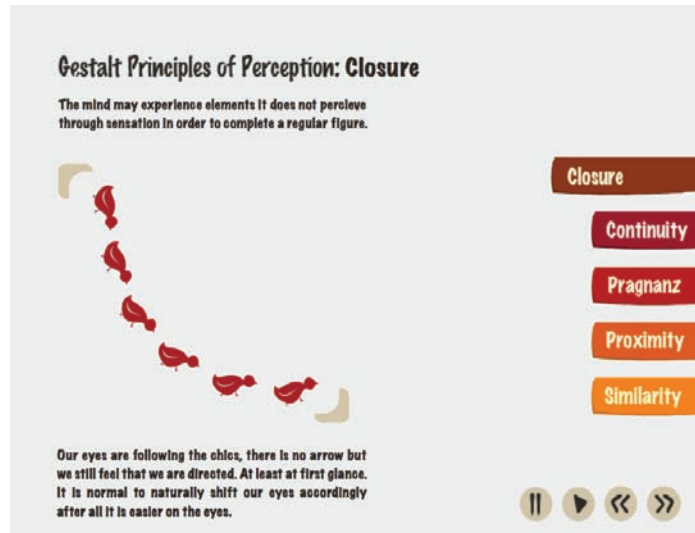 Gestalt Principles of Perception: Closure
The mind may experience elements it does not percieve
through sensation in order to complete a regular figure.
Closure
Continuity
Pragnanz
Proximity
Similarity
Our eyes are following the chics, there is no arrow but
we still feel that we are directed. At least at first glance.
It is normal to naturally shift our eyes accordingly
after all it is easier on the eyes.